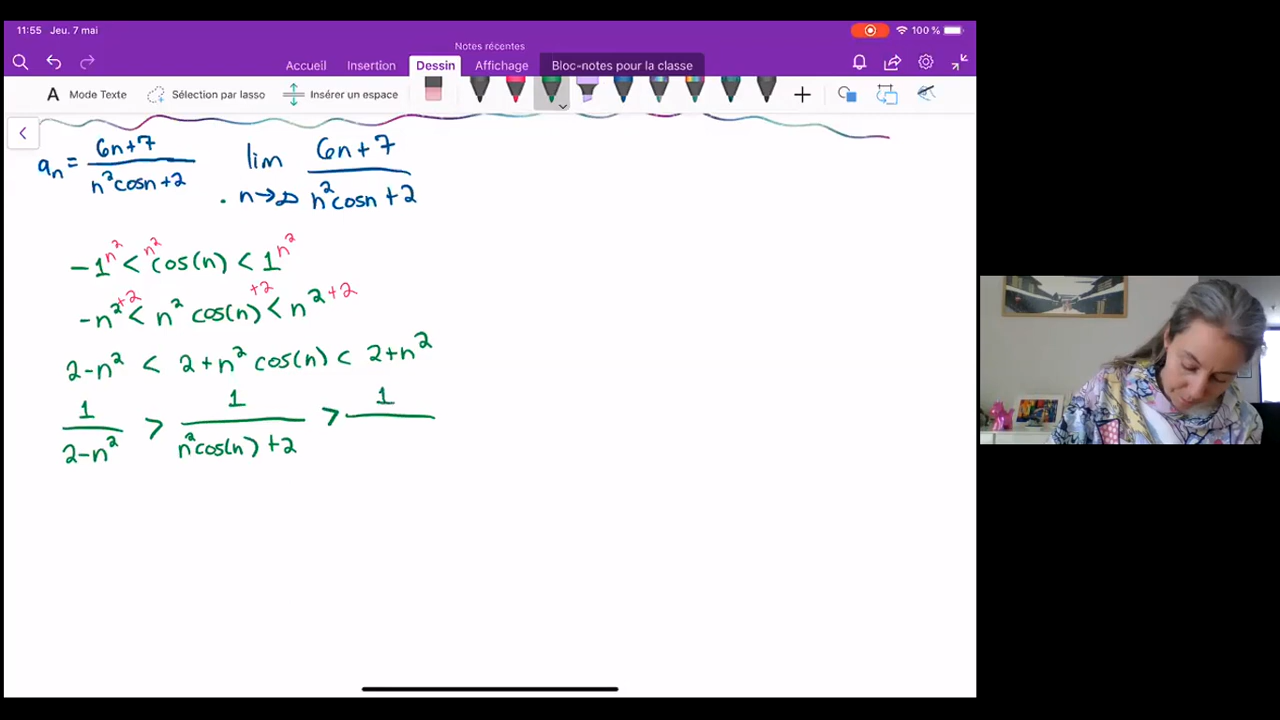 11:55 Jeu. 7 mai 100 %
Notes récentes
Accueil Insertion Dessin Affichage Bloc-notes pour la classe
A Mode Texte Sélection par lasso Insérer un espace
aₙ = (6n+7)/(n²cosn+2) lim n→∞ (6n+7)/(n²cosn+2)
-1 n² < n² cos(n) < 1 n²
-n² +2 < n² cos(n) +2 < n² +2
2-n² < 2+n² cos(n) < 2+n²
1/(2-n²) > 1/(n²cos(n)+2) > 1/